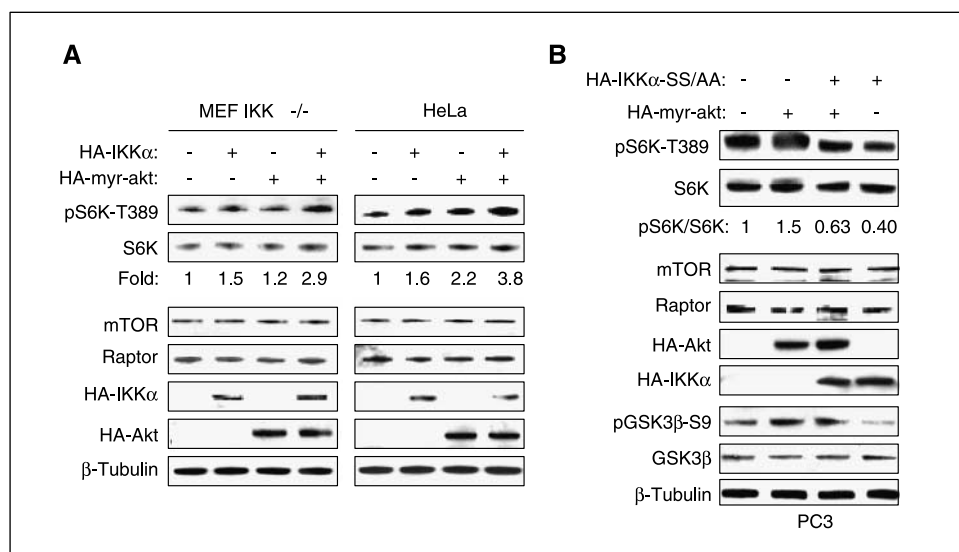 A
MEF IKK -/-
HeLa
HA-IKKα: - + - + - + - +
HA-myr-akt: - - + + - - + +
pS6K-T389
S6K
Fold: 1 1.5 1.2 2.9 1 1.6 2.2 3.8
mTOR
Raptor
HA-IKKα
HA-Akt
β-Tubulin
B
HA-IKKα-SS/AA: - - + +
HA-myr-akt: - + + -
pS6K-T389
S6K
pS6K/S6K: 1 1.5 0.63 0.40
mTOR
Raptor
HA-Akt
HA-IKKα
pGSK3β-S9
GSK3β
β-Tubulin
PC3